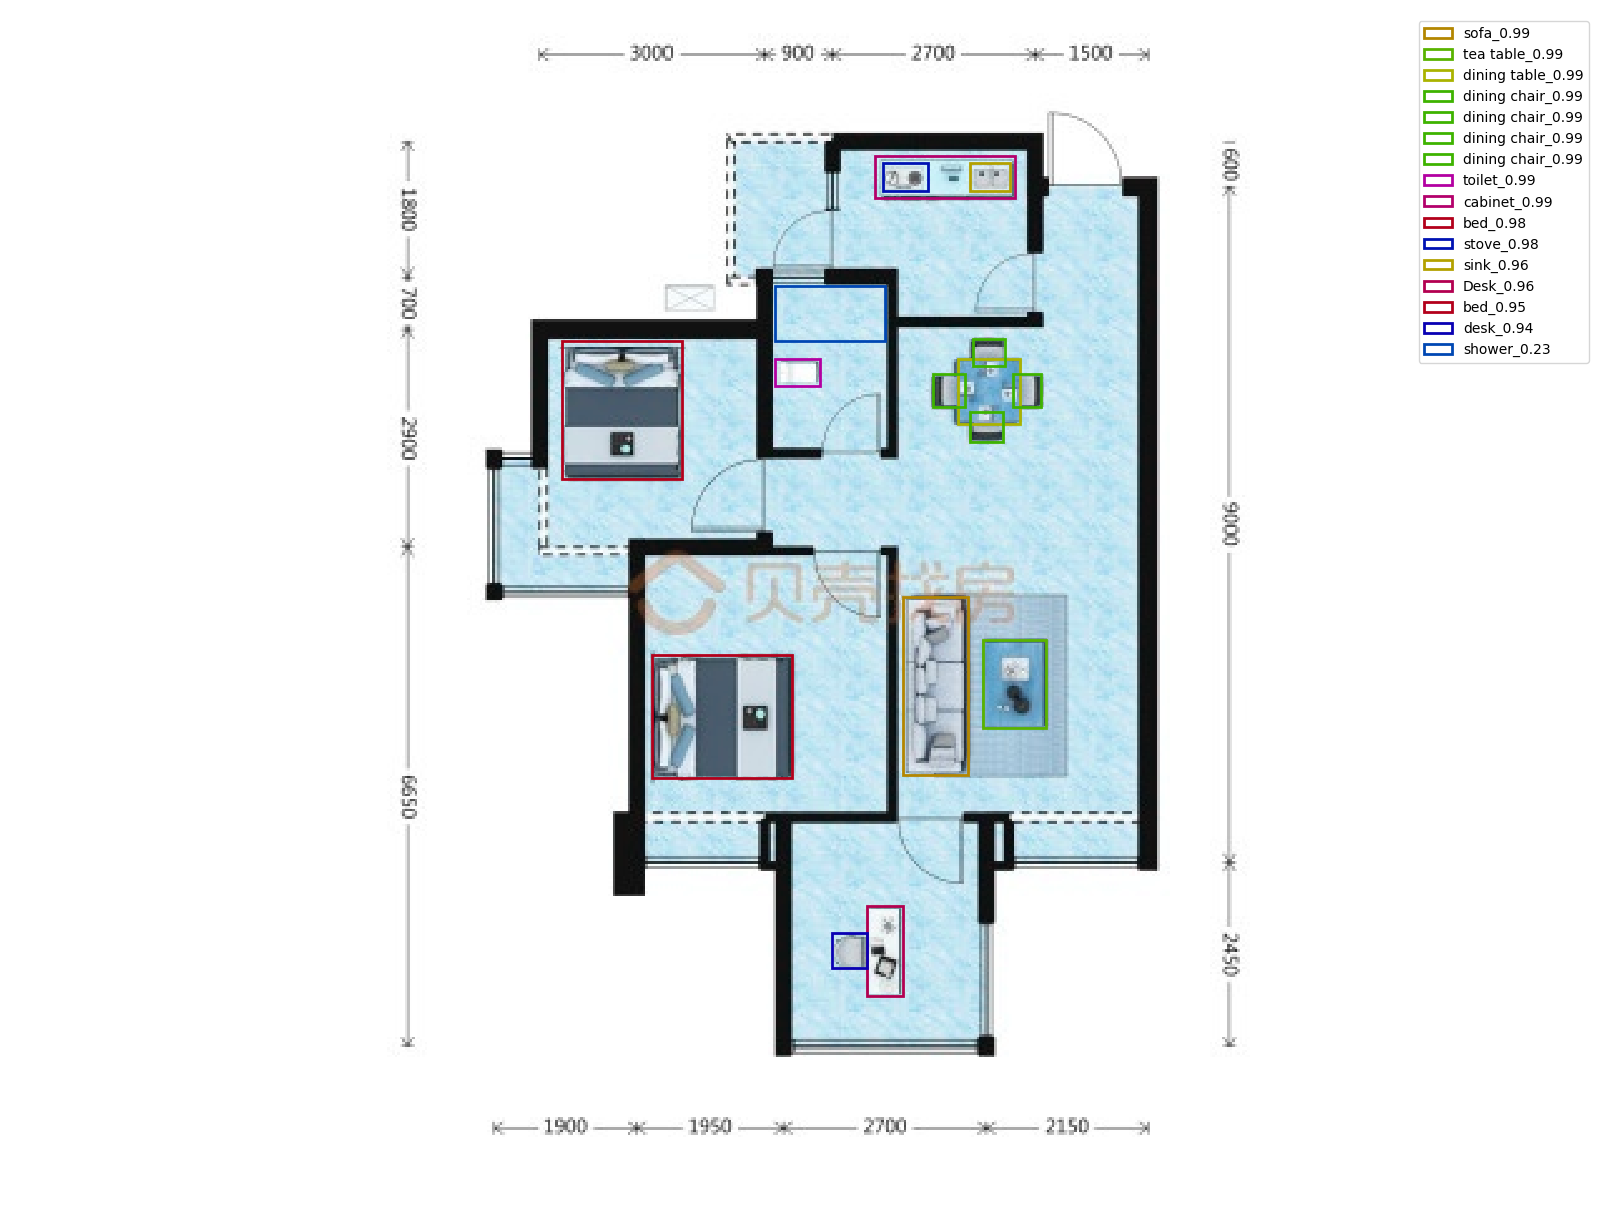 3000 900 2700 1500
sofa_0.99
tea table_0.99
dining table_0.99
dining chair_0.99
dining chair_0.99
dining chair_0.99
dining chair_0.99
toilet_0.99
cabinet_0.99
bed_0.98
stove_0.98
sink_0.96
Desk_0.96
bed_0.95
desk_0.94
shower_0.23
1800
700
2900
6650
600
9000
2450
贝壳找房
1900 1950 2700 2150